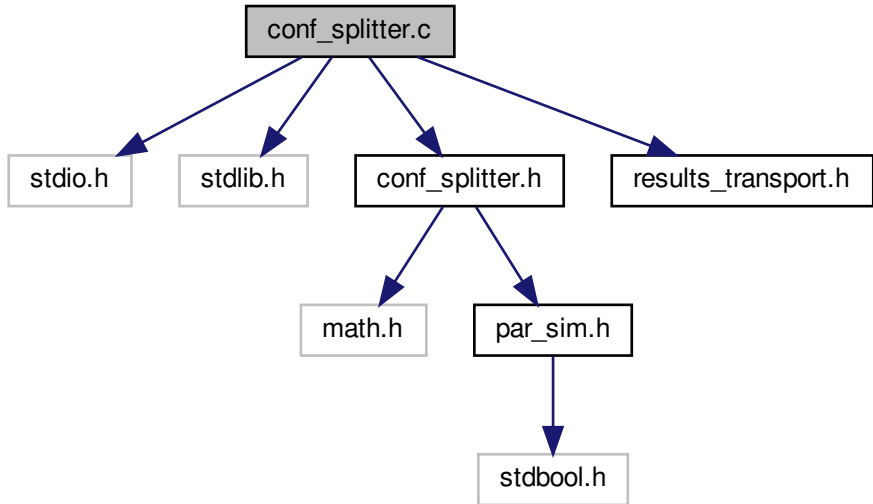 conf_splitter.c
stdio.h
stdlib.h
conf_splitter.h
results_transport.h
math.h
par_sim.h
stdbool.h